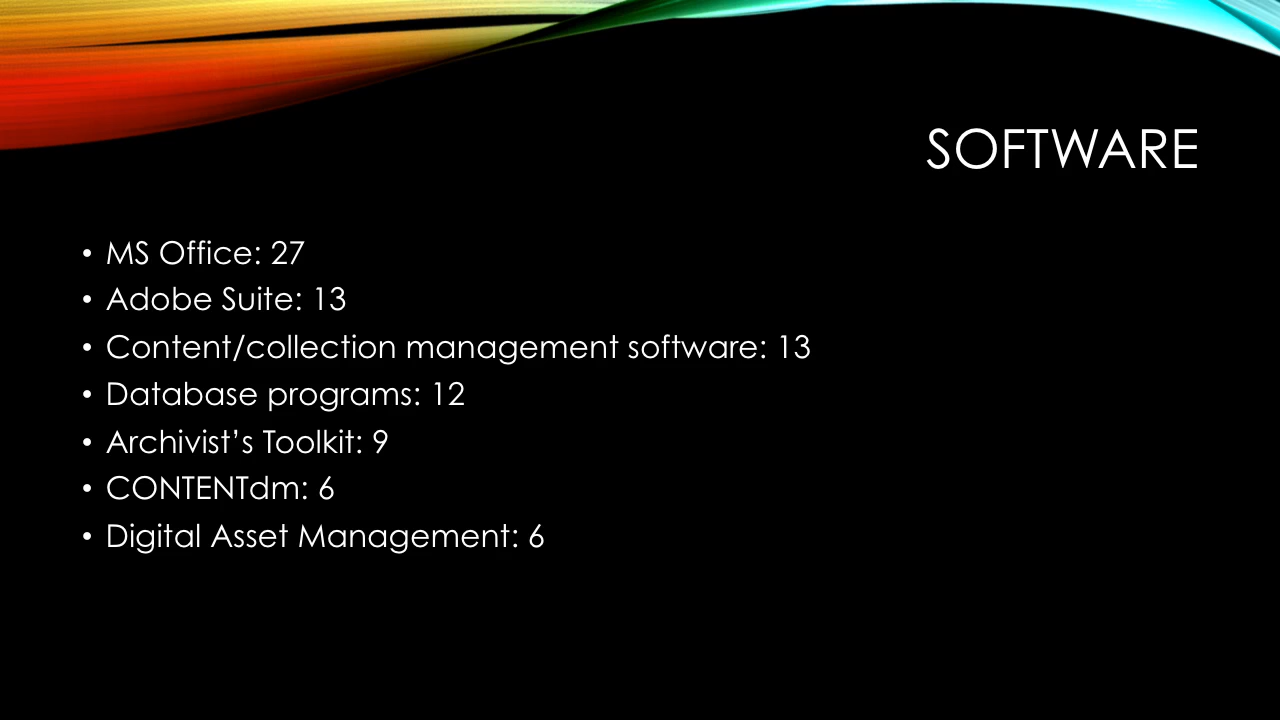 SOFTWARE
• MS Office: 27
• Adobe Suite: 13
• Content/collection management software: 13
• Database programs: 12
• Archivist’s Toolkit: 9
• CONTENTdm: 6
• Digital Asset Management: 6